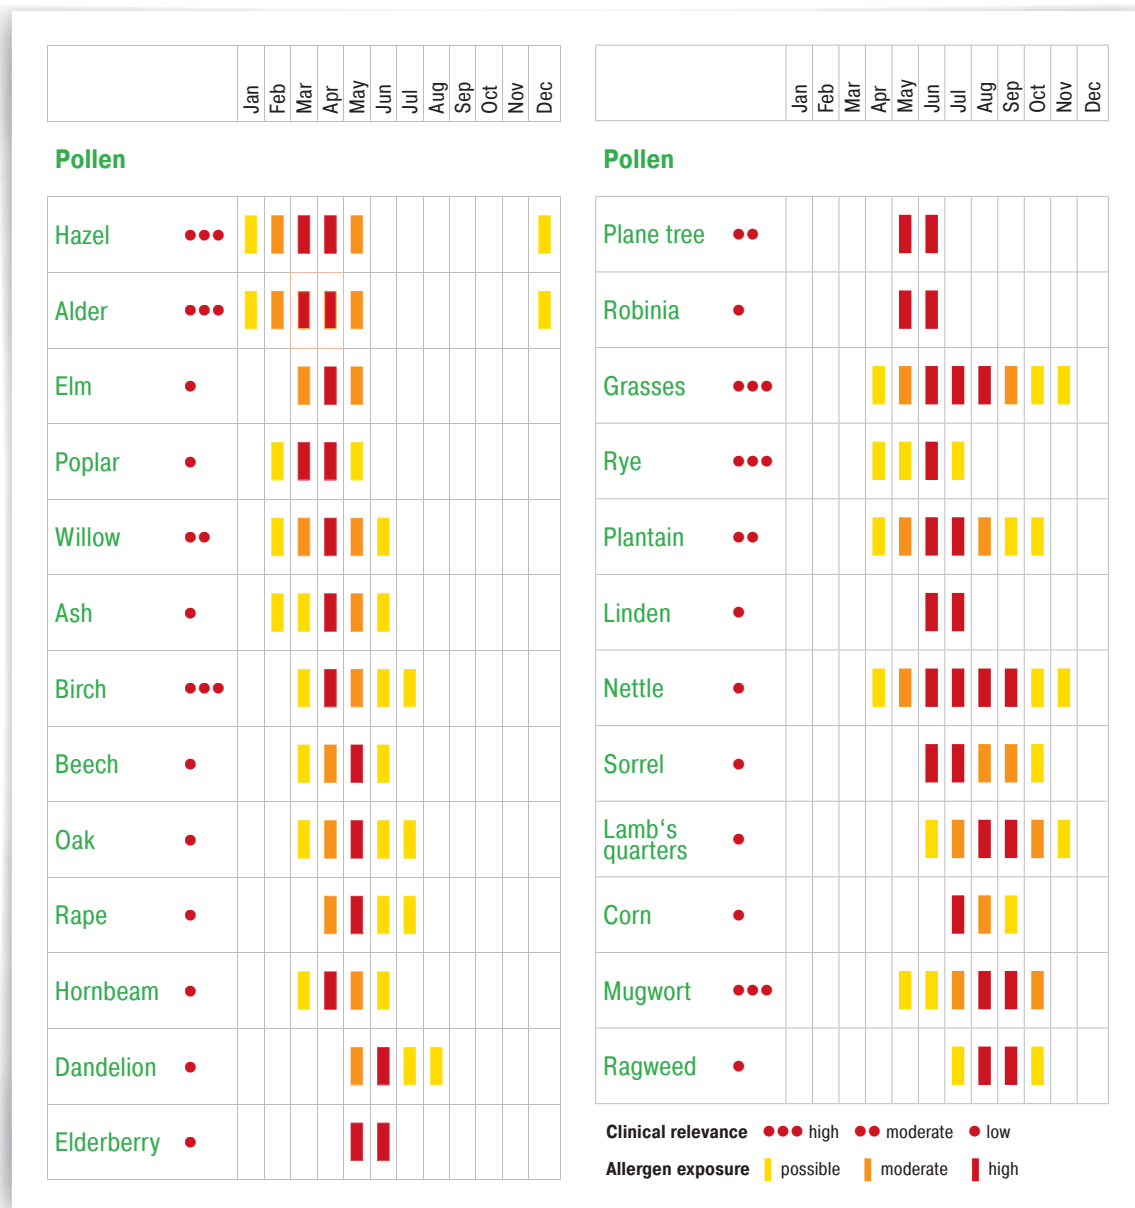 Jan Feb Mar Apr May Jun Jul Aug Sep Oct Nov Dec
Pollen
Hazel
Alder
Elm
Poplar
Willow
Ash
Birch
Beech
Oak
Rape
Hornbeam
Dandelion
Elderberry
Jan Feb Mar Apr May Jun Jul Aug Sep Oct Nov Dec
Pollen
Plane tree
Robinia
Grasses
Rye
Plantain
Linden
Nettle
Sorrel
Lamb‘s
quarters
Corn
Mugwort
Ragweed
Clinical relevance high moderate low
Allergen exposure possible moderate high